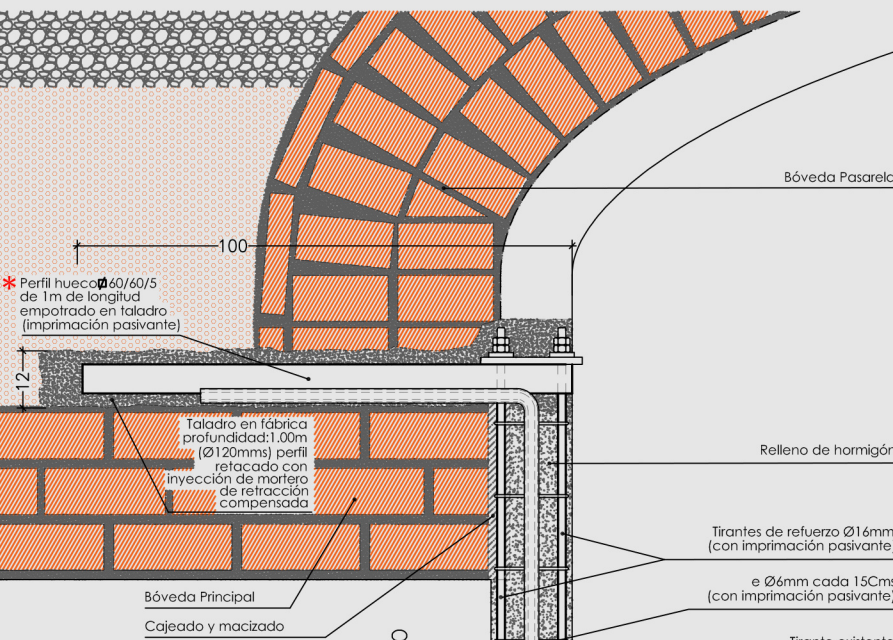 Bóveda Pasarela
100
* Perfil hueco 60/60/5
de 1m de longitud
empotrado en taladro
(imprimación pasivante)
12
Taladro en fábrica
profundidad:1.00m
(Ø120mms) perfil
retacado con
inyección de mortero
de retracción
compensada
Relleno de hormigón
Tirantes de refuerzo Ø16mm
(con imprimación pasivante
e Ø6mm cada 15Cms
(con imprimación pasivante)
Bóveda Principal
Cajeado y macizado